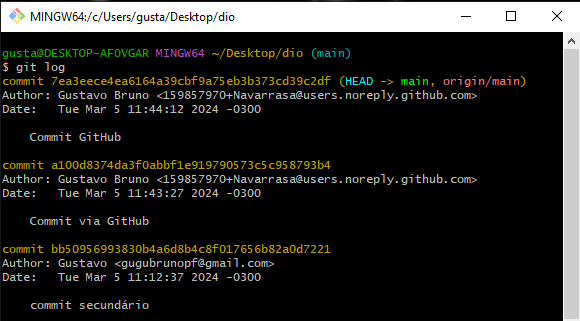 MINGW64:/c/Users/gusta/Desktop/dio
gusta@DESKTOP-AFOVGAR MINGW64 ~/Desktop/dio (main)
$ git log
commit 7ea3eece4ea6164a39cbf9a75eb3b373cd39c2df (HEAD -> main, origin/main)
Author: Gustavo Bruno <159857970+Navarrasa@users.noreply.github.com>
Date:   Tue Mar 5 11:44:12 2024 -0300
Commit GitHub
commit a100d8374da3f0abbf1e919790573c5c958793b4
Author: Gustavo Bruno <159857970+Navarrasa@users.noreply.github.com>
Date:   Tue Mar 5 11:43:27 2024 -0300
Commit via GitHub
commit bb50956993830b4a6d8b4c8f017656b82a0d7221
Author: Gustavo <gugubrunopf@gmail.com>
Date:   Tue Mar 5 11:12:37 2024 -0300
commit secundário